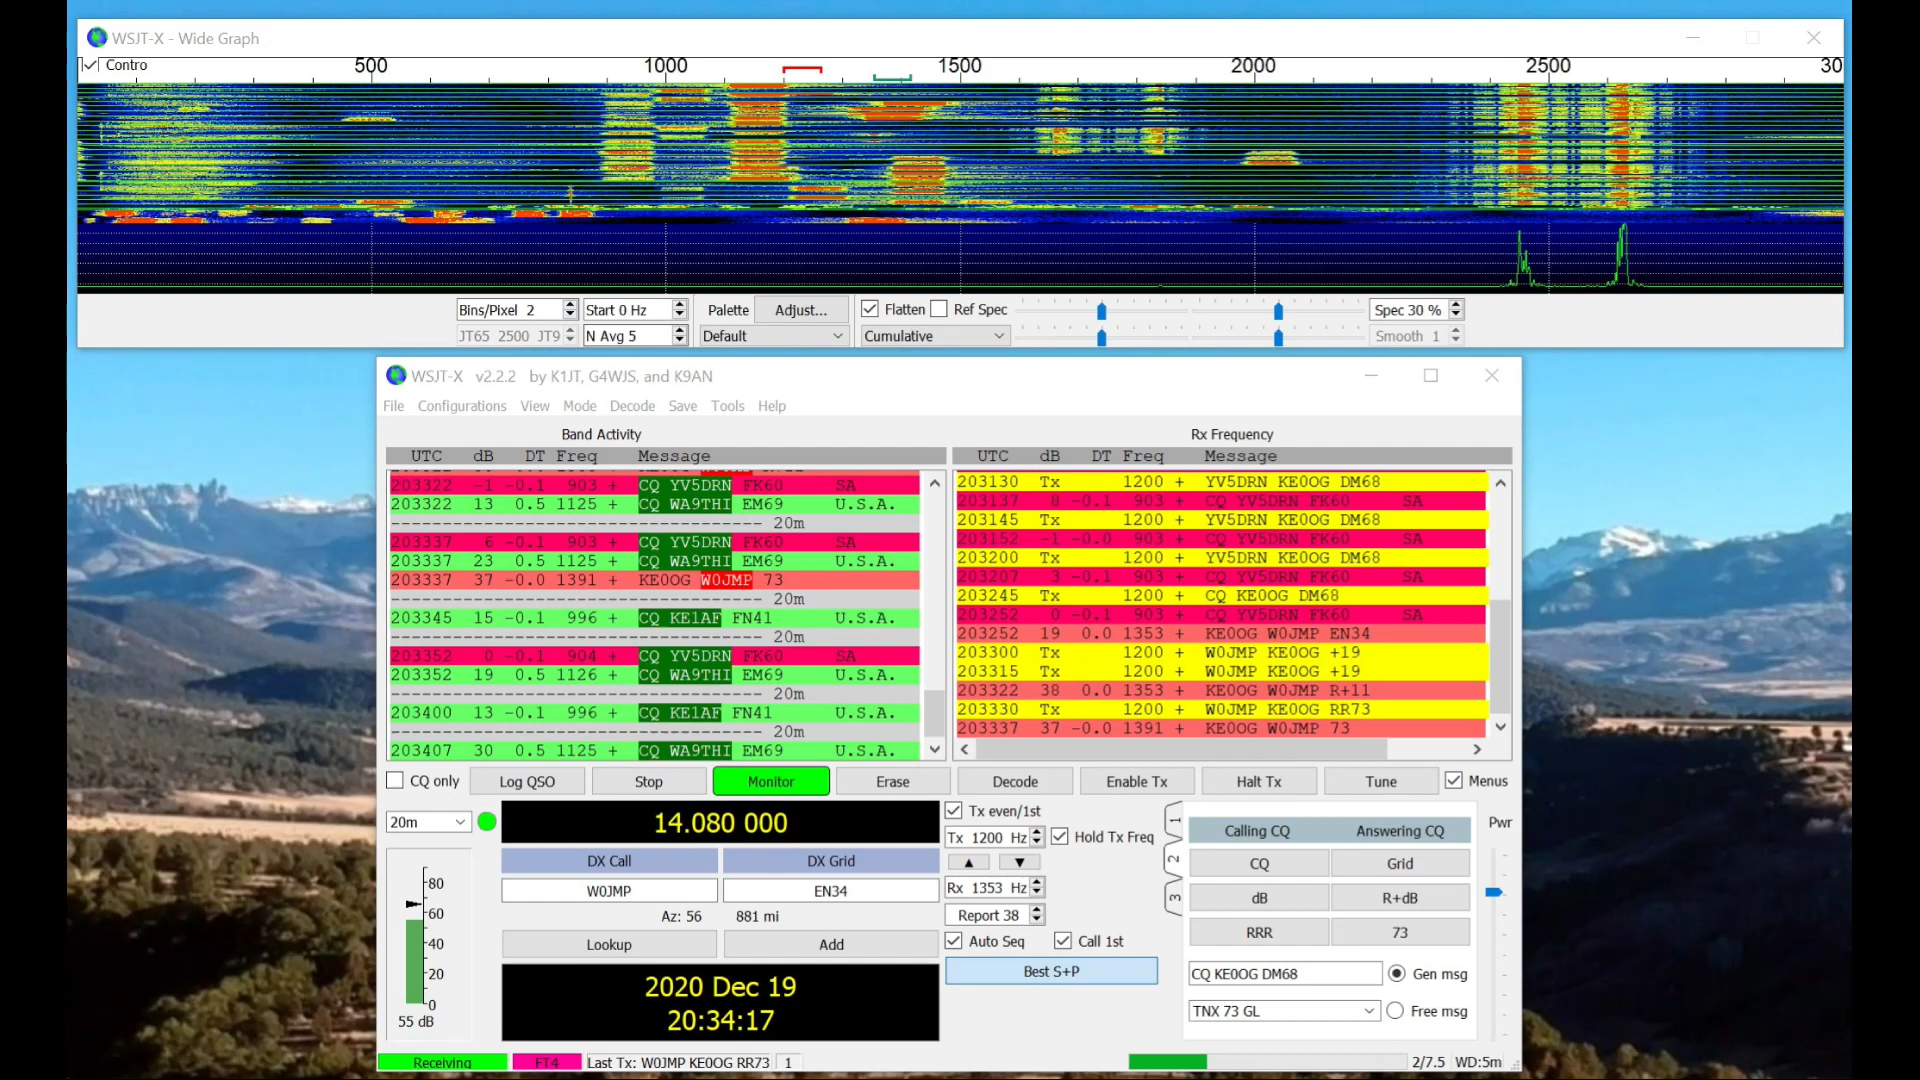 WSJT-X - Wide Graph
Contro
500 1000 1500 2000 2500 30
Bins/Pixel 2 Start 0 Hz Palette Adjust... Flatten Ref Spec Spec 30 %
JT65 2500 JT9 N Avg 5 Default Cumulative Smooth 1
WSJT-X v2.2.2 by K1JT, G4WJS, and K9AN
File Configurations View Mode Decode Save Tools Help
Band Activity
UTC dB DT Freq Message
203322 -1 -0.1 903 + CQ YV5DRN FK60 SA
203322 13 0.5 1125 + CQ WA9THI EM69 U.S.A.
------------------------------------ 20m
203337 6 -0.1 903 + CQ YV5DRN FK60 SA
203337 23 0.5 1125 + CQ WA9THI EM69 U.S.A.
203337 37 -0.0 1391 + KE0OG W0JMP 73
------------------------------------ 20m
203345 15 -0.1 996 + CQ KE1AF FN41 U.S.A.
------------------------------------ 20m
203352 0 -0.1 904 + CQ YV5DRN FK60 SA
203352 19 0.5 1126 + CQ WA9THI EM69 U.S.A.
------------------------------------ 20m
203400 13 -0.1 996 + CQ KE1AF FN41 U.S.A.
------------------------------------ 20m
203407 30 0.5 1125 + CQ WA9THI EM69 U.S.A.
Rx Frequency
UTC dB DT Freq Message
203130 Tx 1200 + YV5DRN KE0OG DM68
203137 8 -0.1 903 + CQ YV5DRN FK60 SA
203145 Tx 1200 + YV5DRN KE0OG DM68
203152 -1 -0.0 903 + CQ YV5DRN FK60 SA
203200 Tx 1200 + YV5DRN KE0OG DM68
203207 3 -0.1 903 + CQ YV5DRN FK60 SA
203245 Tx 1200 + CQ KE0OG DM68
203252 0 -0.1 903 + CQ YV5DRN FK60 SA
203252 19 0.0 1353 + KE0OG W0JMP EN34
203300 Tx 1200 + W0JMP KE0OG +19
203315 Tx 1200 + W0JMP KE0OG +19
203322 38 0.0 1353 + KE0OG W0JMP R+11
203330 Tx 1200 + W0JMP KE0OG RR73
203337 37 -0.0 1391 + KE0OG W0JMP 73
CQ only Log QSO Stop Monitor Erase Decode Enable Tx Halt Tx Tune Menus
20m
14.080 000
DX Call DX Grid
W0JMP EN34
Az: 56 881 mi
Lookup Add
2020 Dec 19
20:34:17
80
60
40
20
0
55 dB
Tx even/1st
Tx 1200 Hz Hold Tx Freq
Rx 1353 Hz
Report 38
Auto Seq Call 1st
Best S+P
1
2
3
Calling CQ Answering CQ
CQ Grid
dB R+dB
RRR 73
CQ KE0OG DM68 Gen msg
TNX 73 GL Free msg
Pwr
Receiving FT4 Last Tx: W0JMP KE0OG RR73 1 2/7.5 WD:5m